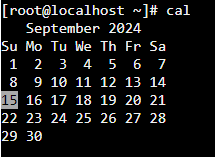 [root@localhost ~]# cal
   September 2024
Su Mo Tu We Th Fr Sa
 1  2  3  4  5  6  7
 8  9 10 11 12 13 14
15 16 17 18 19 20 21
22 23 24 25 26 27 28
29 30